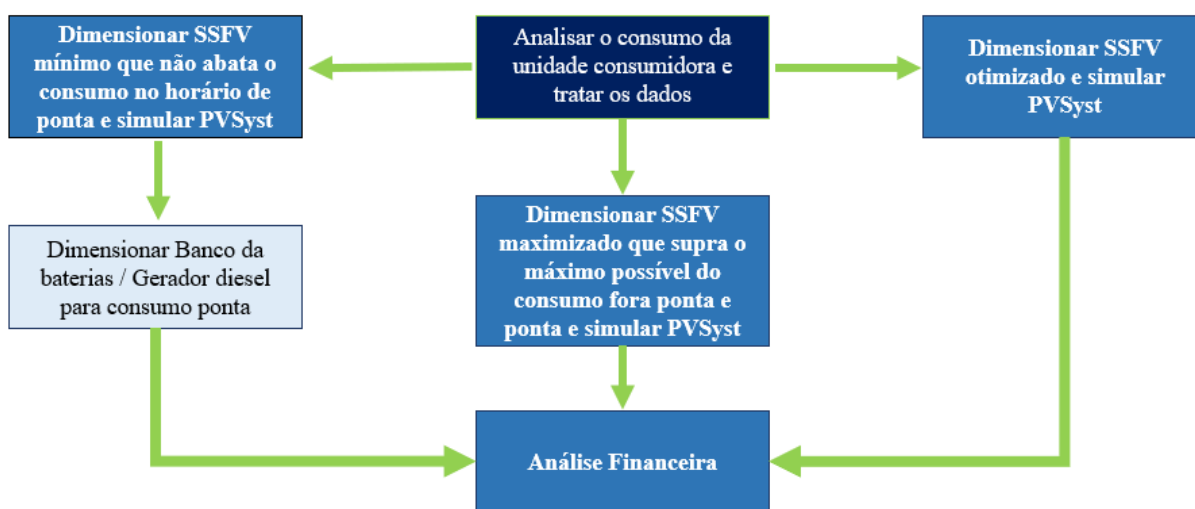 Dimensionar SSFV
mínimo que não abata o
consumo no horário de
ponta e simular PVSyst
Analisar o consumo da
unidade consumidora e
tratar os dados
Dimensionar SSFV
otimizado e simular
PVSyst
Dimensionar Banco da
baterias / Gerador diesel
para consumo ponta
Dimensionar SSFV
maximizado que supra o
máximo possível do
consumo fora ponta e
ponta e simular PVSyst
Análise Financeira